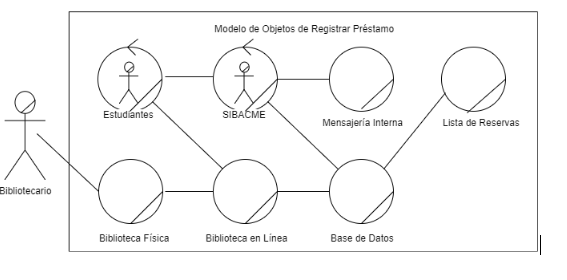 Modelo de Objetos de Registrar Préstamo
Estudiantes
SIBACME
Mensajería Interna
Lista de Reservas
Bibliotecario
Biblioteca Física
Biblioteca en Línea
Base de Datos